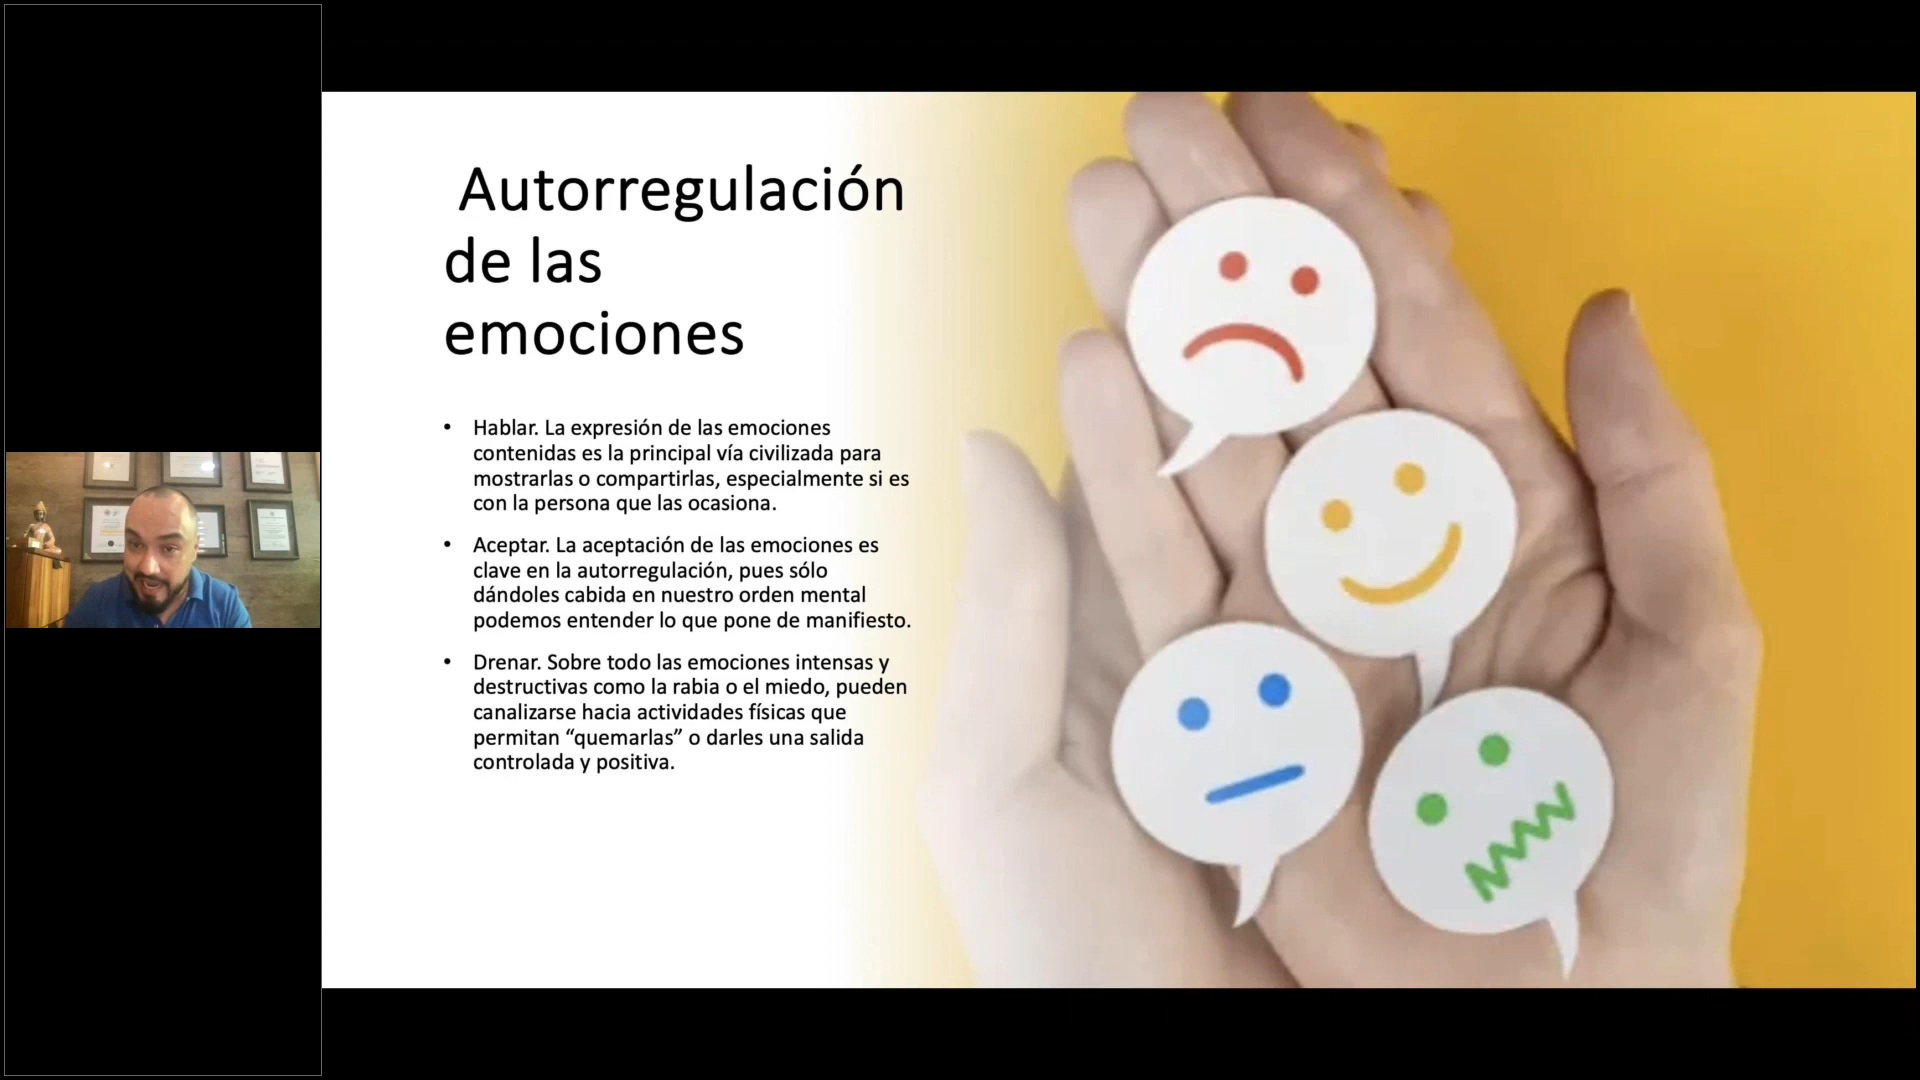 Autorregulación
de las
emociones
• Hablar. La expresión de las emociones
contenidas es la principal vía civilizada para
mostrarlas o compartirlas, especialmente si es
con la persona que las ocasiona.
• Aceptar. La aceptación de las emociones es
clave en la autorregulación, pues sólo
dándoles cabida en nuestro orden mental
podemos entender lo que pone de manifiesto.
• Drenar. Sobre todo las emociones intensas y
destructivas como la rabia o el miedo, pueden
canalizarse hacia actividades físicas que
permitan “quemarlas” o darles una salida
controlada y positiva.